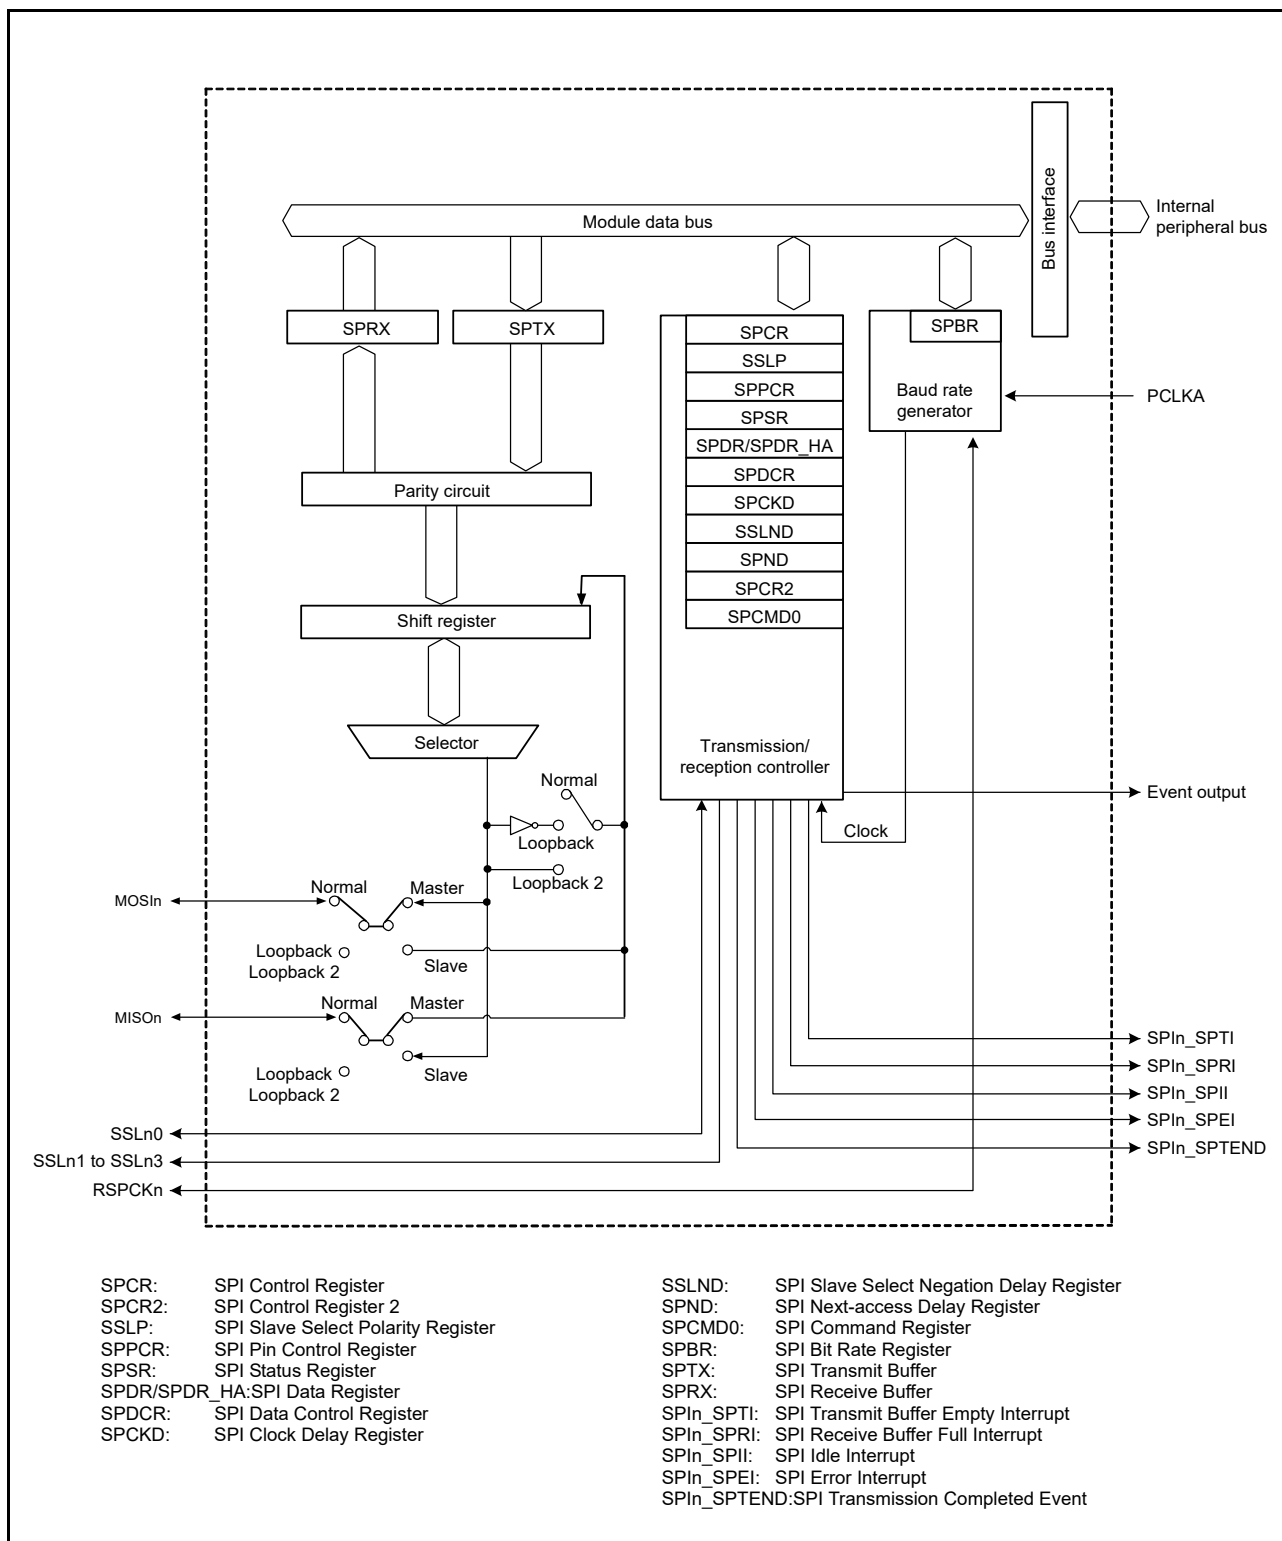 Module data bus
Bus interface
Internal
peripheral bus
SPRX
SPTX
SPCR
SSLP
SPPCR
SPSR
SPDR/SPDR_HA
SPDCR
SPCKD
SSLND
SPND
SPCR2
SPCMD0
Transmission/
reception controller
SPBR
Baud rate
generator
PCLKA
Parity circuit
Shift register
Selector
Normal
Loopback
Loopback 2
Clock
Event output
MOSIn
Normal
Master
Loopback
Loopback 2
Slave
MISOn
Normal
Master
Loopback
Loopback 2
Slave
SPIn_SPTI
SPIn_SPRI
SPIn_SPII
SPIn_SPEI
SPIn_SPTEND
SSLn0
SSLn1 to SSLn3
RSPCKn
SPCR: SPI Control Register
SPCR2: SPI Control Register 2
SSLP: SPI Slave Select Polarity Register
SPPCR: SPI Pin Control Register
SPSR: SPI Status Register
SPDR/SPDR_HA:SPI Data Register
SPDCR: SPI Data Control Register
SPCKD: SPI Clock Delay Register
SSLND: SPI Slave Select Negation Delay Register
SPND: SPI Next-access Delay Register
SPCMD0: SPI Command Register
SPBR: SPI Bit Rate Register
SPTX: SPI Transmit Buffer
SPRX: SPI Receive Buffer
SPIn_SPTI: SPI Transmit Buffer Empty Interrupt
SPIn_SPRI: SPI Receive Buffer Full Interrupt
SPIn_SPII: SPI Idle Interrupt
SPIn_SPEI: SPI Error Interrupt
SPIn_SPTEND:SPI Transmission Completed Event